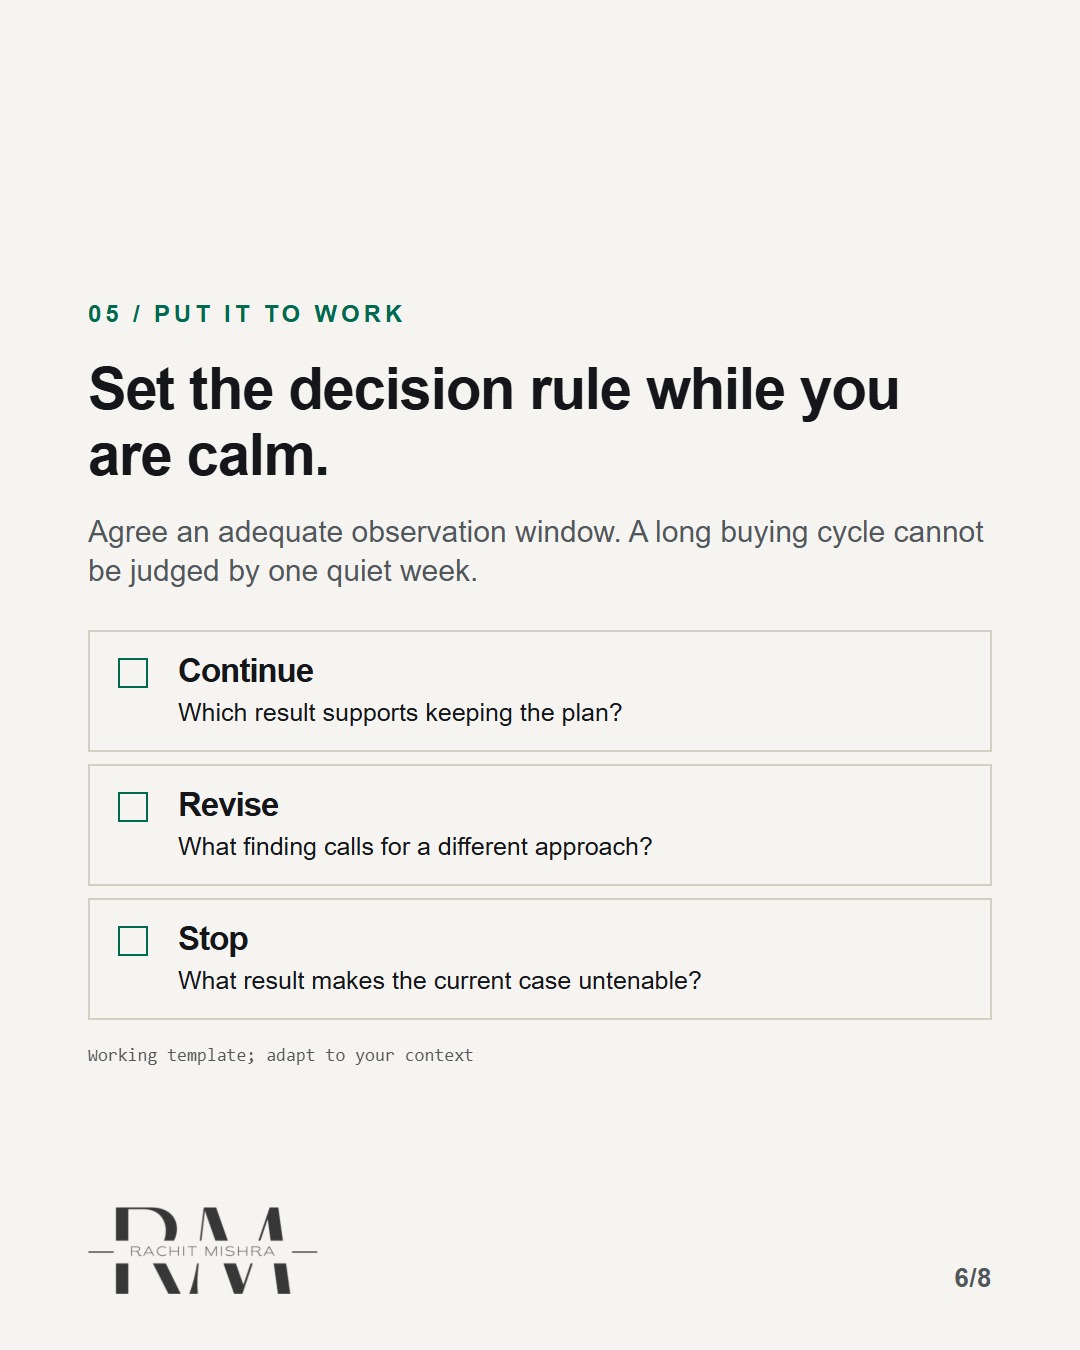 05 / PUT IT TO WORK
Set the decision rule while you
are calm.
Agree an adequate observation window. A long buying cycle cannot
be judged by one quiet week.
Continue
Which result supports keeping the plan?
Revise
What finding calls for a different approach?
Stop
What result makes the current case untenable?
Working template; adapt to your context
RM
RACHIT MISHRA
6/8